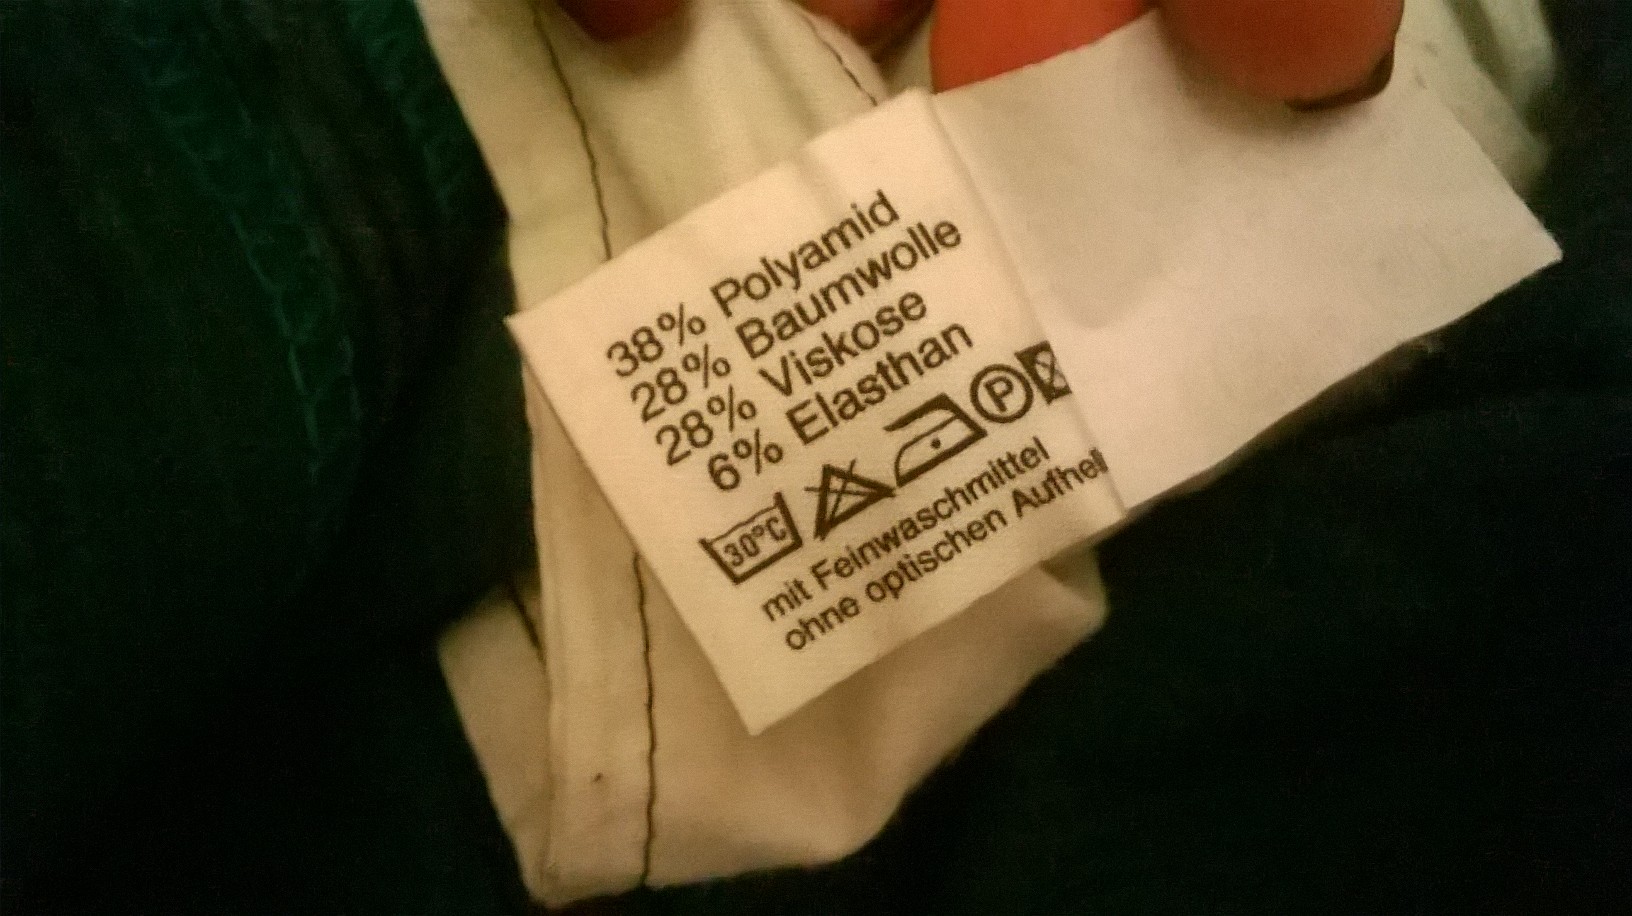 38% Polyamid
28% Baumwolle
28% Viskose
6% Elasthan
30°C P
mit Feinwaschmittel
ohne optischen